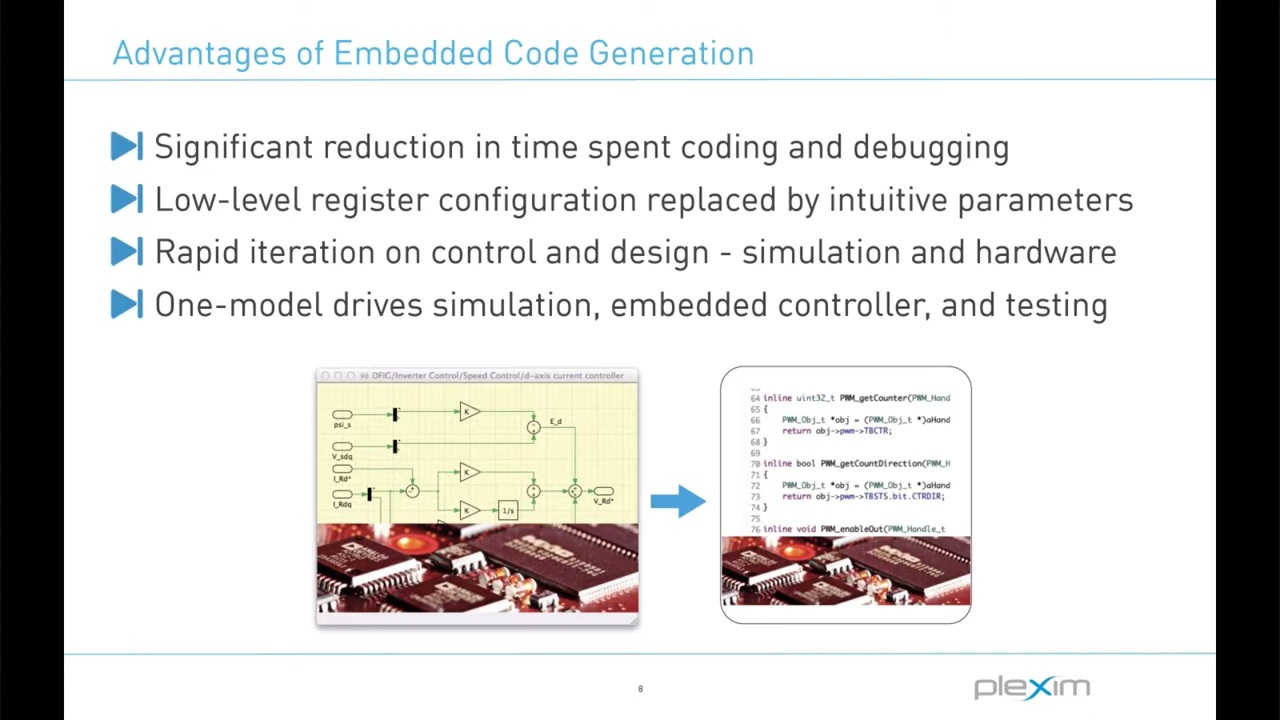 Advantages of Embedded Code Generation
Significant reduction in time spent coding and debugging
Low-level register configuration replaced by intuitive parameters
Rapid iteration on control and design - simulation and hardware
One-model drives simulation, embedded controller, and testing
DFIG/Inverter Control/Speed Control/d-axis current controller
psi_s
V_sdq
I_Rd*
I_Rdq
K
E_d
K
K
1/s
V_Rd*
64 inline uint32_t PWM_getCounter(PWM_Hand
65 {
66 PWM_Obj_t *obj = (PWM_Obj_t *)aHand
67 return obj->pwm->TBCTR;
68 }
69
70 inline bool PWM_getCountDirection(PWM_H
71 {
72 PWM_Obj_t *obj = (PWM_Obj_t *)aHand
73 return obj->pwm->TBSTS.bit.CTRDIR;
74 }
75
76 inline void PWM_enableOut(PWM_Handle_t
8
plexim